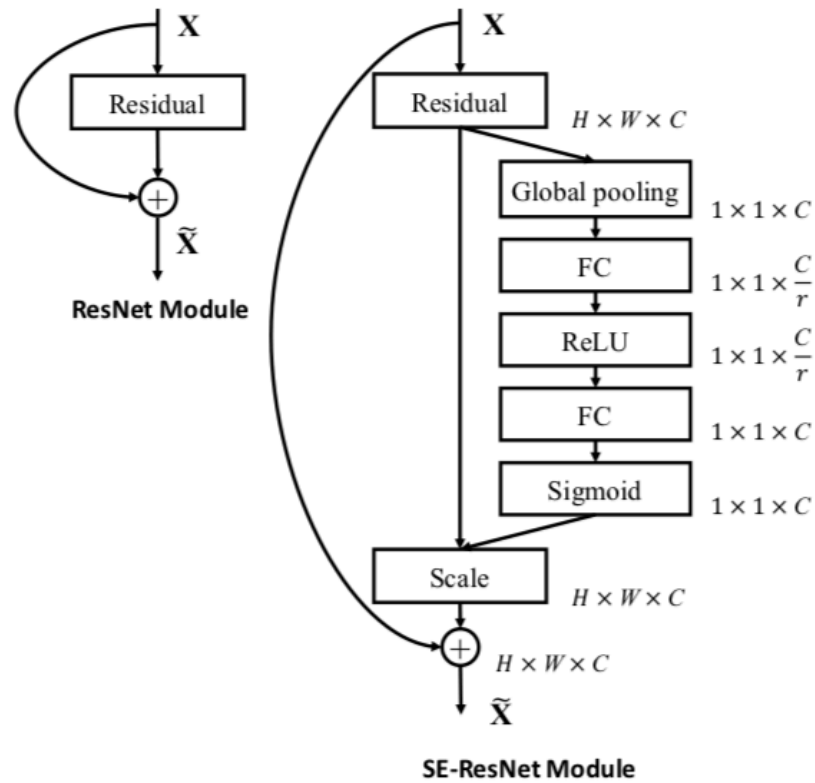 X
Residual
+
X̃
ResNet Module
X
Residual
H × W × C
Global pooling
1 × 1 × C
FC
1 × 1 × C/r
ReLU
1 × 1 × C/r
FC
1 × 1 × C
Sigmoid
1 × 1 × C
Scale
H × W × C
+
H × W × C
X̃
SE-ResNet Module